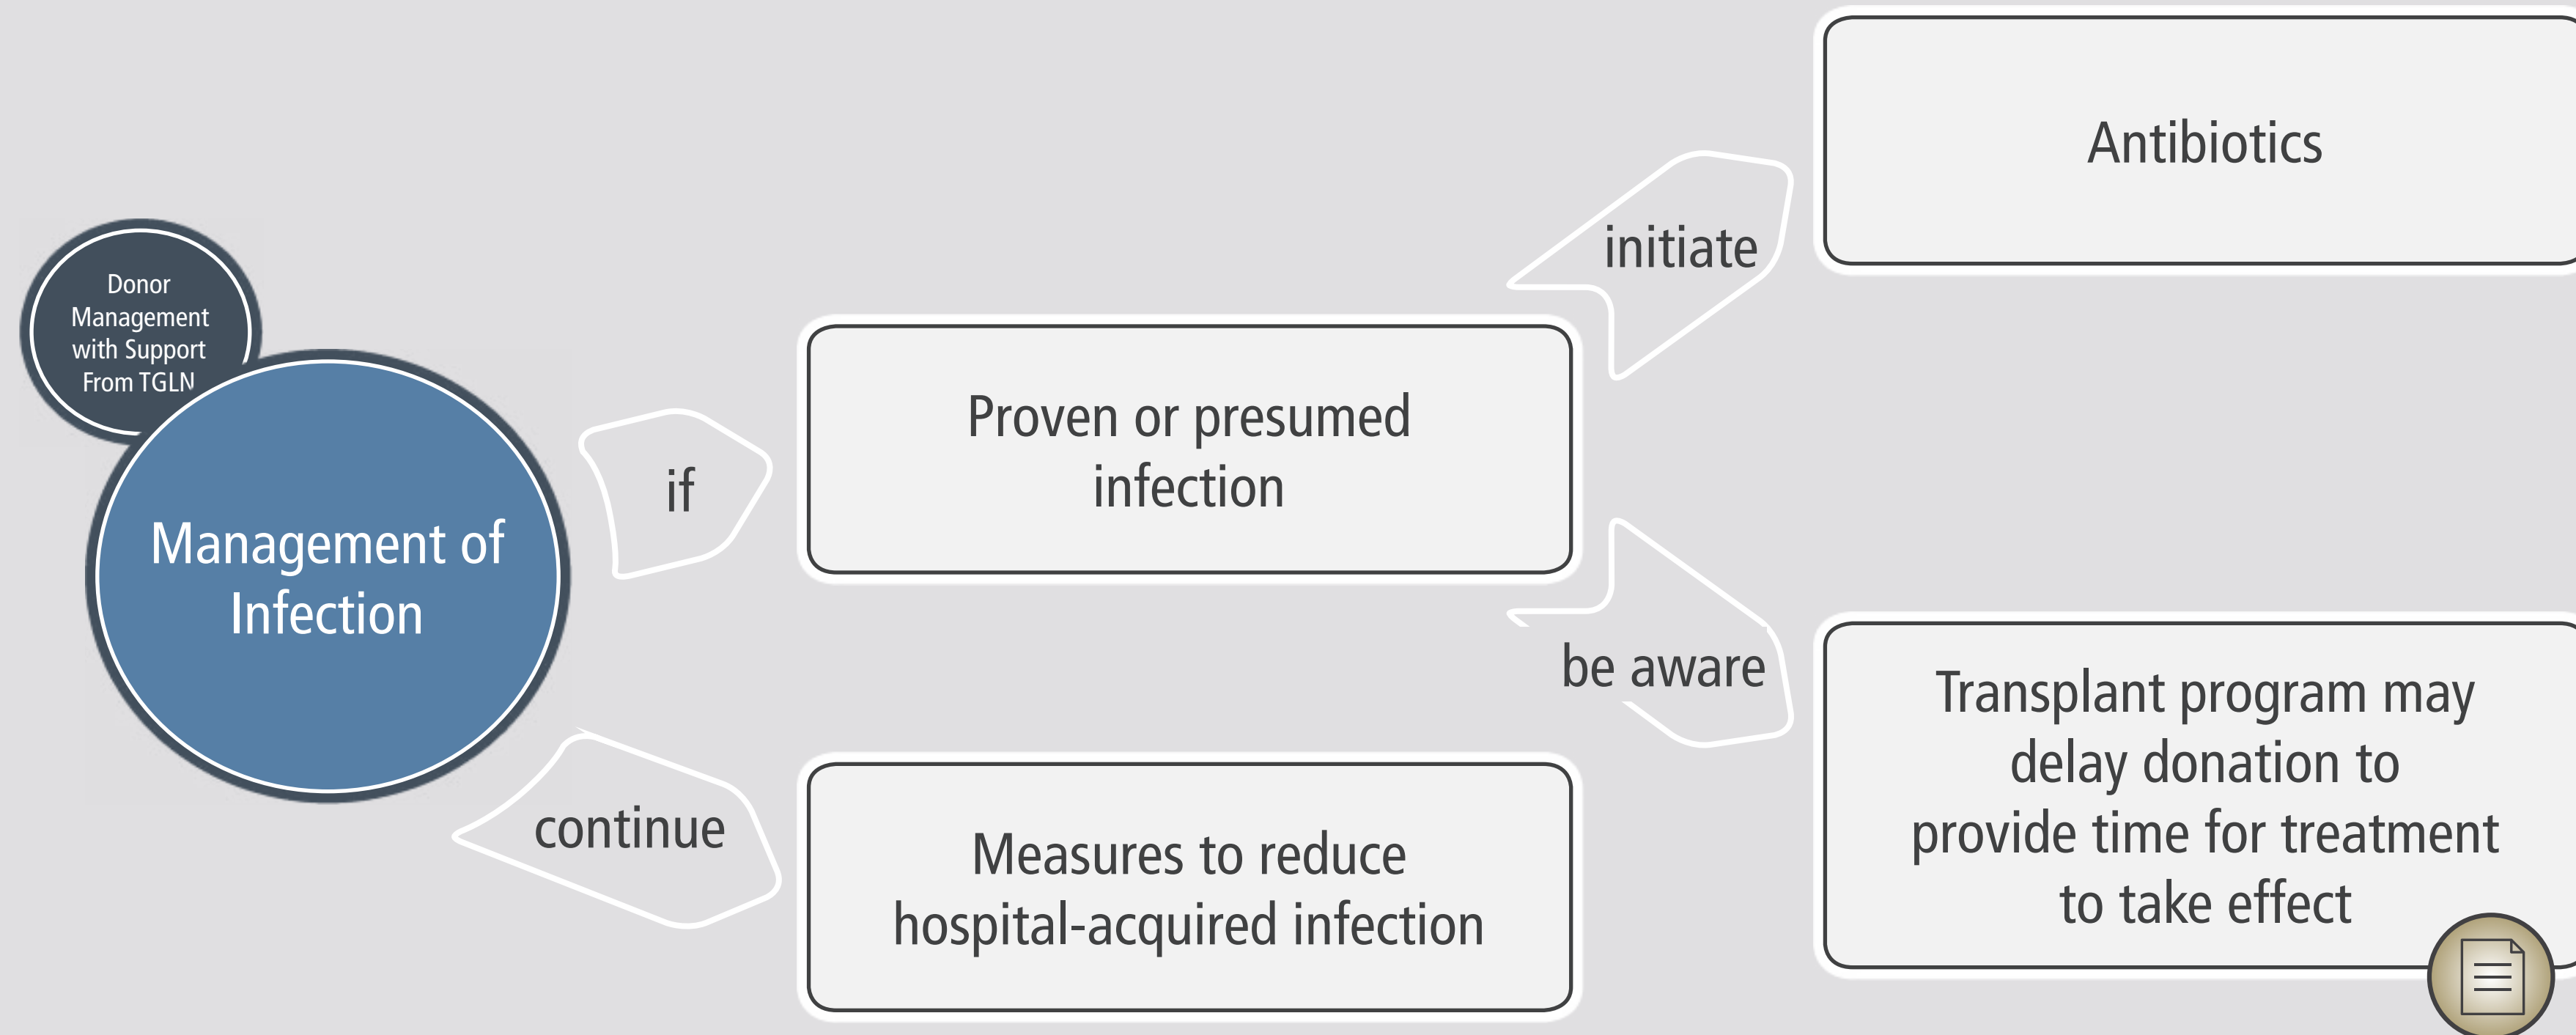 Donor
Management
with Support
From TGLN
Management of
Infection
if
Proven or presumed
infection
initiate
Antibiotics
be aware
Transplant program may
delay donation to
provide time for treatment
to take effect
continue
Measures to reduce
hospital-acquired infection